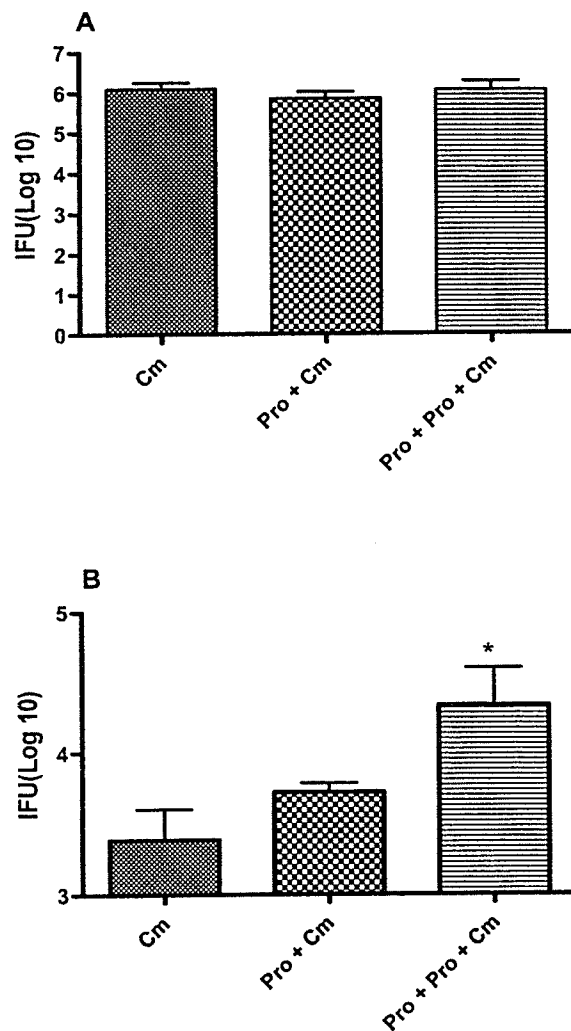 A
7
6
5
4
3
2
1
0
IFU(Log 10)
Cm
Pro + Cm
Pro + Pro + Cm
B
5
4
3
IFU(Log 10)
*
Cm
Pro + Cm
Pro + Pro + Cm